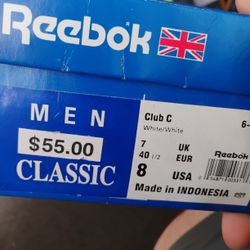 Reebok
MEN
$55.00
CLASSIC
Club C
White/White
6-
7 UK
40 1/2 EUR
8 USA
Reebok
Made in INDONESIA